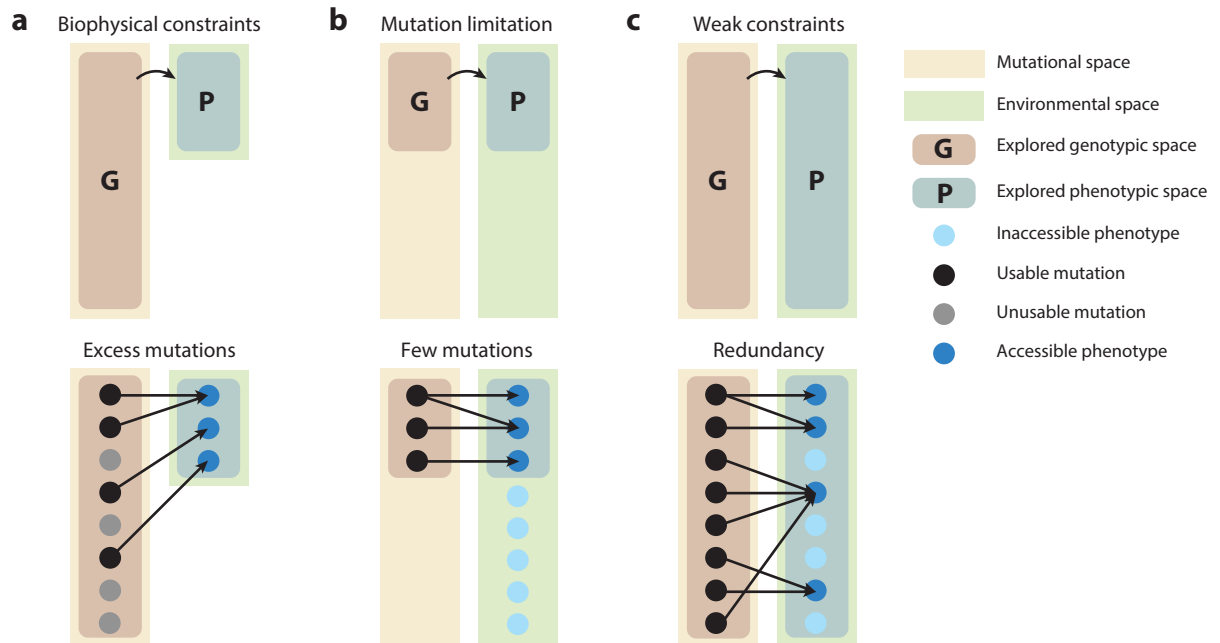 a Biophysical constraints
b Mutation limitation
c Weak constraints
G
P
G
P
G
P
Mutational space
Environmental space
G Explored genotypic space
P Explored phenotypic space
Inaccessible phenotype
Usable mutation
Unusable mutation
Accessible phenotype
Excess mutations
Few mutations
Redundancy